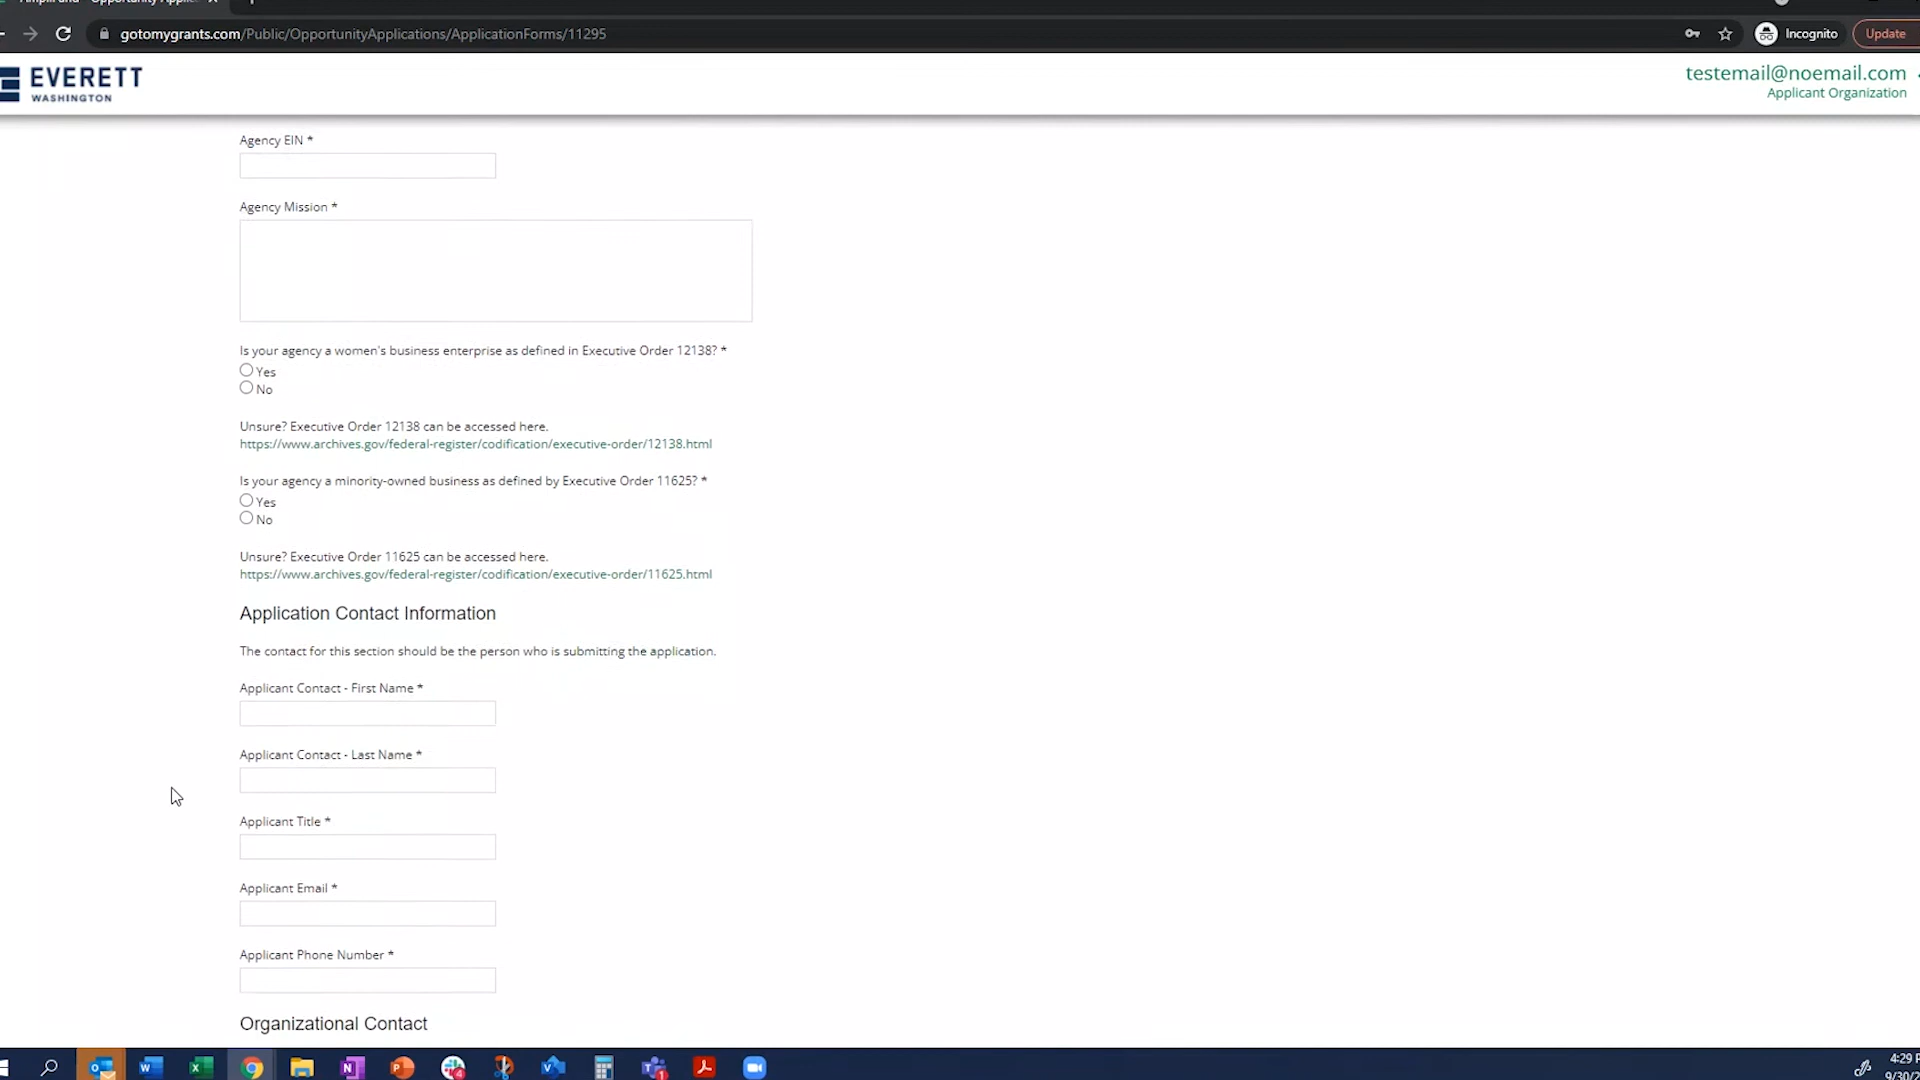 gotomygrants.com/Public/OpportunityApplications/ApplicationForms/11295
Incognito
Update
EVERETT
WASHINGTON
testemail@noemail.com
Applicant Organization
Agency EIN *
Agency Mission *
Is your agency a women's business enterprise as defined in Executive Order 12138? *
Yes
No
Unsure? Executive Order 12138 can be accessed here.
https://www.archives.gov/federal-register/codification/executive-order/12138.html
Is your agency a minority-owned business as defined by Executive Order 11625? *
Yes
No
Unsure? Executive Order 11625 can be accessed here.
https://www.archives.gov/federal-register/codification/executive-order/11625.html
Application Contact Information
The contact for this section should be the person who is submitting the application.
Applicant Contact - First Name *
Applicant Contact - Last Name *
Applicant Title *
Applicant Email *
Applicant Phone Number *
Organizational Contact
4:29 P
9/30/2